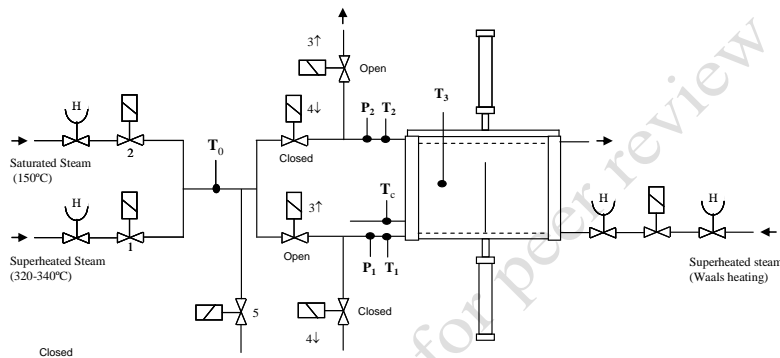 3↑
Open
H
4↓
P2
T2
T3
2
T0
Closed
Saturated Steam
(150ºC)
H
3↑
Tc
H
H
1
Open
P1
T1
Superheated Steam
(320-340ºC)
Superheated steam
(Waals heating)
5
Closed
4↓
Closed
for peer review